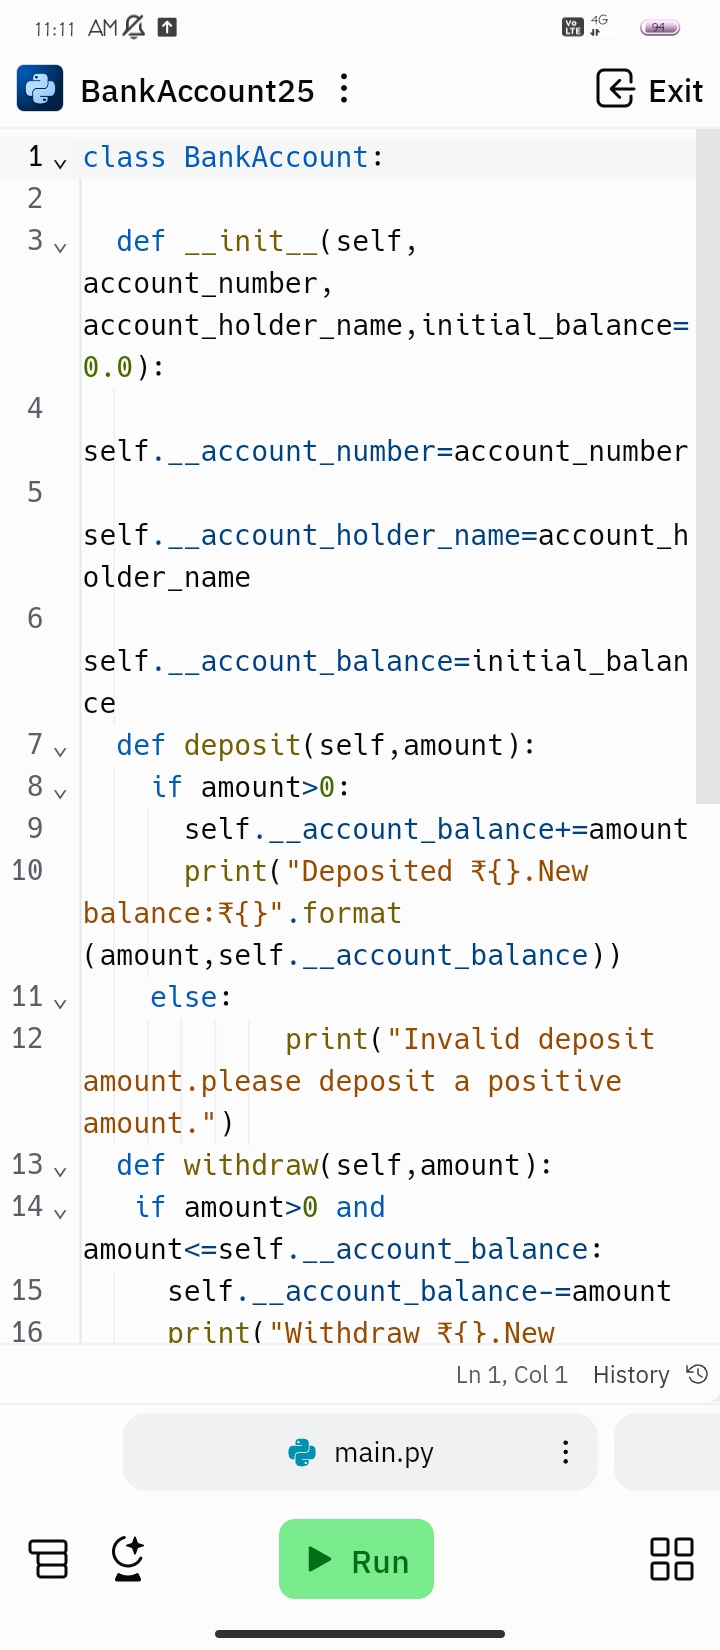 11:11 AM
Vo LTE 4G 94
BankAccount25
Exit
1 class BankAccount:
2
3 def __init__(self,
account_number,
account_holder_name,initial_balance=
0.0):
4
self.__account_number=account_number
5
self.__account_holder_name=account_h
older_name
6
self.__account_balance=initial_balan
ce
7 def deposit(self,amount):
8 if amount>0:
9 self.__account_balance+=amount
10 print("Deposited ₹{}.New
balance:₹{}".format
(amount,self.__account_balance))
11 else:
12 print("Invalid deposit
amount.please deposit a positive
amount.")
13 def withdraw(self,amount):
14 if amount>0 and
amount<=self.__account_balance:
15 self.__account_balance-=amount
16 print("Withdraw ₹{}.New
Ln 1, Col 1 History
main.py
Run